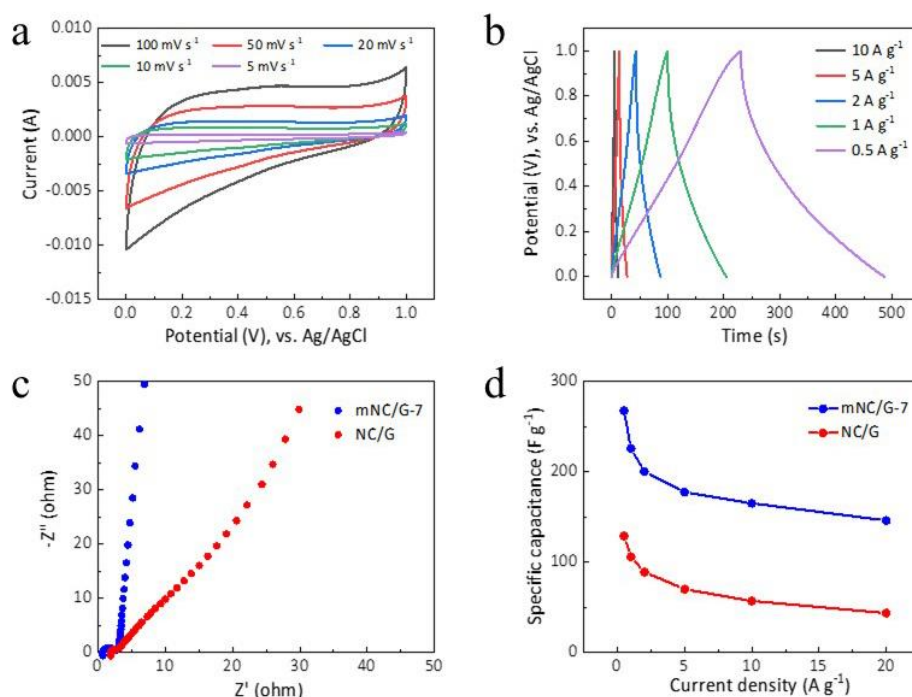 a
100 mV s⁻¹ 50 mV s⁻¹ 20 mV s⁻¹
10 mV s⁻¹ 5 mV s⁻¹
0.010
0.005
0.000
-0.005
-0.010
-0.015
Current (A)
0.0 0.2 0.4 0.6 0.8 1.0
Potential (V), vs. Ag/AgCl
b
10 A g⁻¹
5 A g⁻¹
2 A g⁻¹
1 A g⁻¹
0.5 A g⁻¹
1.0
0.8
0.6
0.4
0.2
0.0
Potential (V), vs. Ag/AgCl
0 100 200 300 400 500
Time (s)
c
mNC/G-7
NC/G
50
40
30
20
10
0
-Z" (ohm)
0 10 20 30 40 50
Z' (ohm)
d
mNC/G-7
NC/G
300
200
100
0
Specific capacitance (F g⁻¹)
0 5 10 15 20
Current density (A g⁻¹)